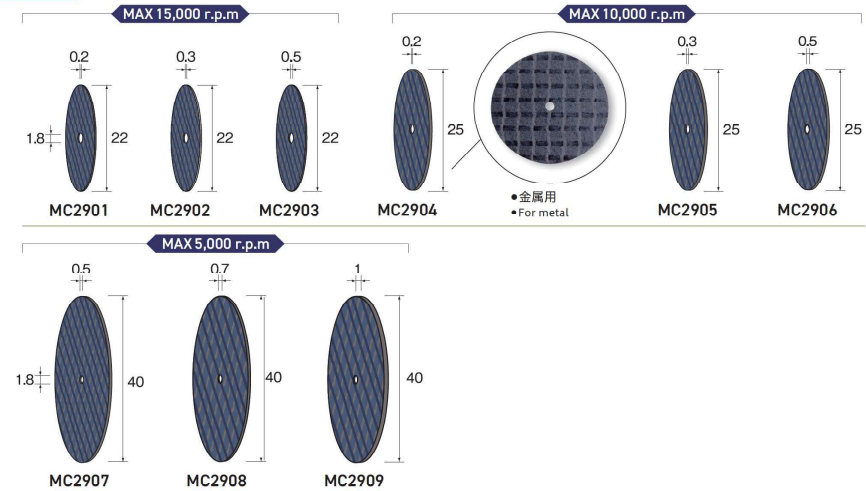 MAX 15,000 r.p.m
MAX 10,000 r.p.m
0.2
0.3
0.5
0.2
0.3
0.5
1.8
22
22
22
25
25
25
●金属用
●For metal
MC2901
MC2902
MC2903
MC2904
MC2905
MC2906
MAX 5,000 r.p.m
0.5
0.7
1
1.8
40
40
40
MC2907
MC2908
MC2909